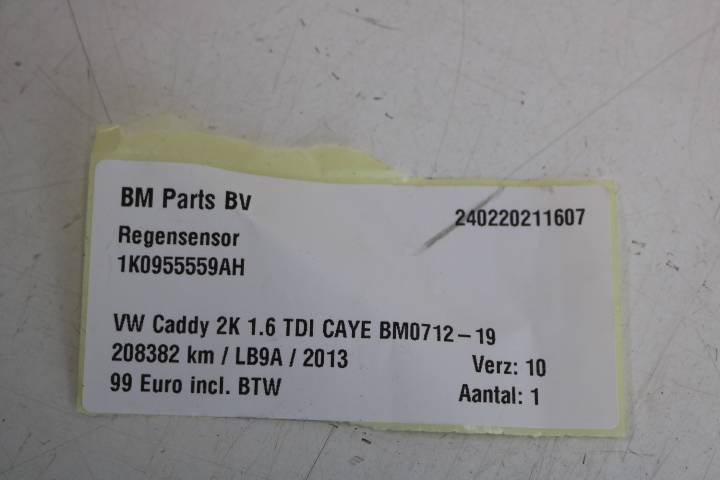 BM Parts BV
240220211607
Regensensor
1K0955559AH
VW Caddy 2K 1.6 TDI CAYE BM0712-19
208382 km / LB9A / 2013
Verz: 10
99 Euro incl. BTW
Aantal: 1